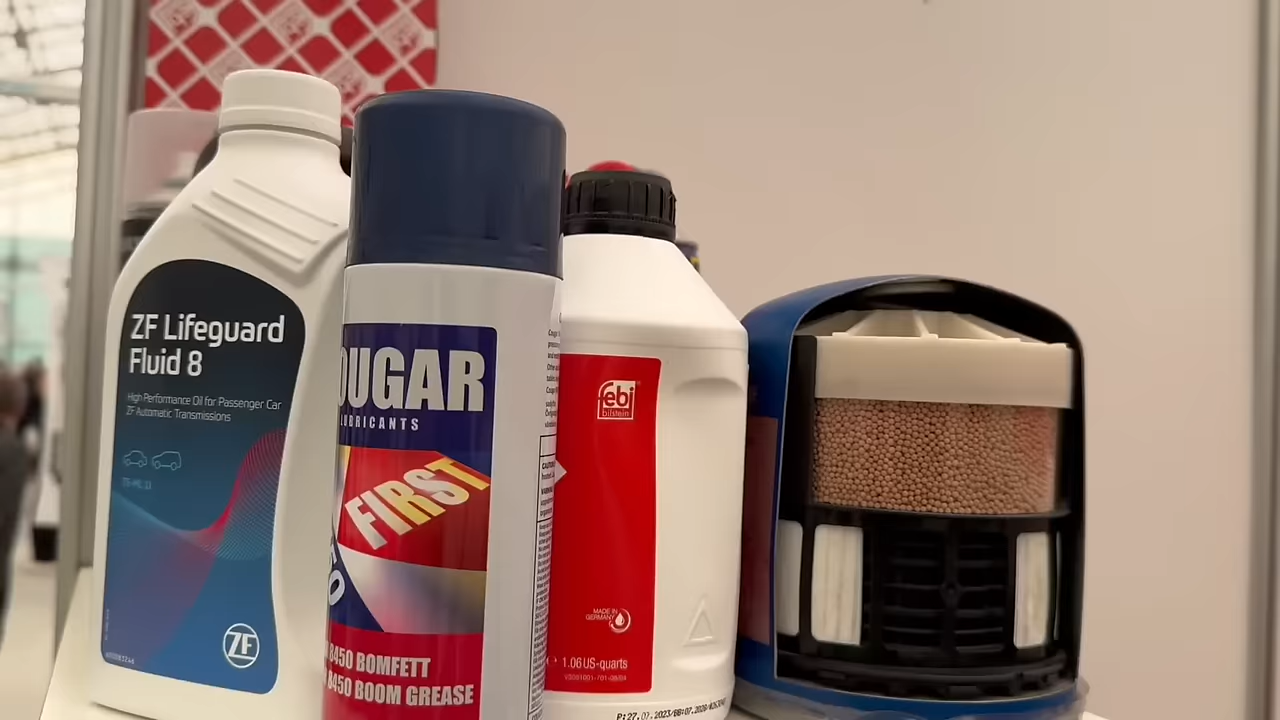 ZF Lifeguard
Fluid 8
High Performance Oil for Passenger Car
ZF Automatic Transmissions
ZF
OUGAR
LUBRICANTS
FIRST
8450 BOMFETT
8450 BOOM GREASE
febi
bilstein
MADE IN
GERMANY
1.06 US-quarts